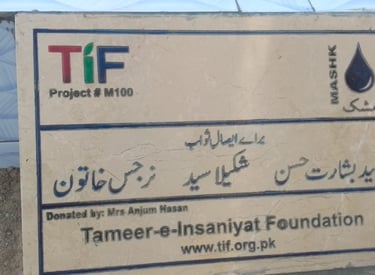 TiF
Project # M100
MASHK
مشک
برائے ایصال ثواب
سید بشارت حسن شکیلا سید نرجس خاتون
Donated by: Mrs Anjum Hasan
Tameer-e-Insaniyat Foundation
www.tif.org.pk